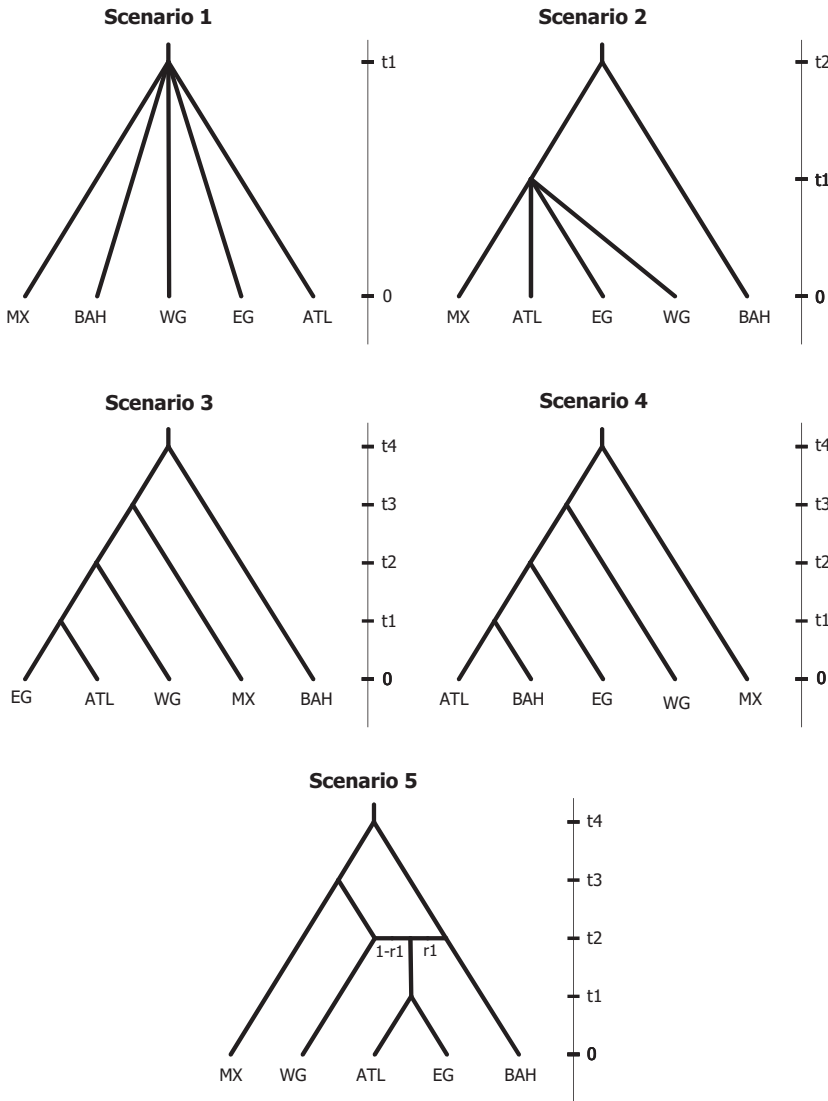 Scenario 1
t1
0
MX BAH WG EG ATL
Scenario 2
t2
t1
0
MX ATL EG WG BAH
Scenario 3
t4
t3
t2
t1
0
EG ATL WG MX BAH
Scenario 4
t4
t3
t2
t1
0
ATL BAH EG WG MX
Scenario 5
t4
t3
t2
1-r1 r1
t1
0
MX WG ATL EG BAH